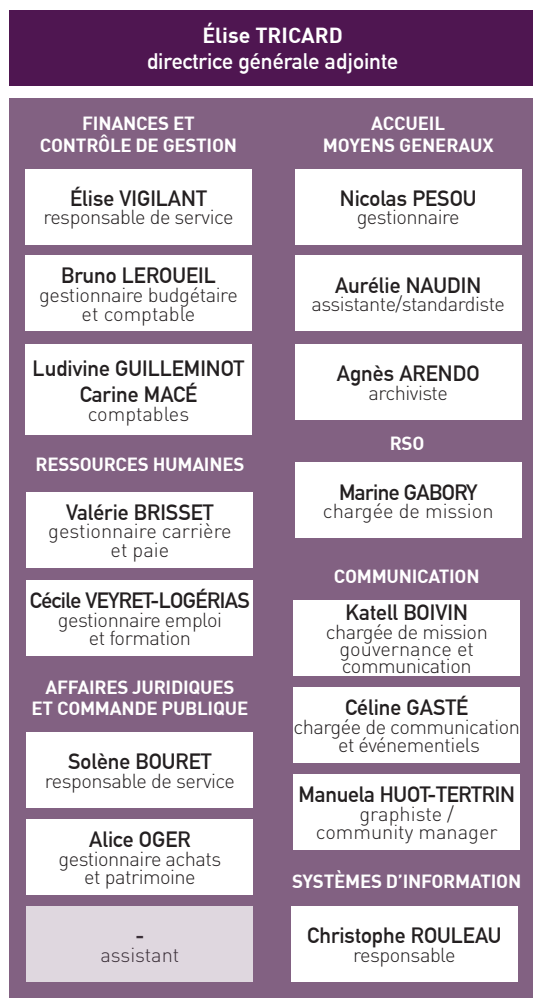 Élise TRICARD
directrice générale adjointe
FINANCES ET
CONTRÔLE DE GESTION
Élise VIGILANT
responsable de service
Bruno LEROUEIL
gestionnaire budgétaire
et comptable
Ludivine GUILLEMINOT
Carine MACÉ
comptables
RESSOURCES HUMAINES
Valérie BRISSET
gestionnaire carrière
et paie
Cécile VEYRET-LOGÉRIAS
gestionnaire emploi
et formation
AFFAIRES JURIDIQUES
ET COMMANDE PUBLIQUE
Solène BOURET
responsable de service
Alice OGER
gestionnaire achats
et patrimoine
-
assistant
ACCUEIL
MOYENS GENERAUX
Nicolas PESOU
gestionnaire
Aurélie NAUDIN
assistante/standardiste
Agnès ARENDO
archiviste
RSO
Marine GABORY
chargée de mission
COMMUNICATION
Katell BOIVIN
chargée de mission
gouvernance et
communication
Céline GASTÉ
chargée de communication
et événementiels
Manuela HUOT-TERTRIN
graphiste /
community manager
SYSTÈMES D'INFORMATION
Christophe ROULEAU
responsable